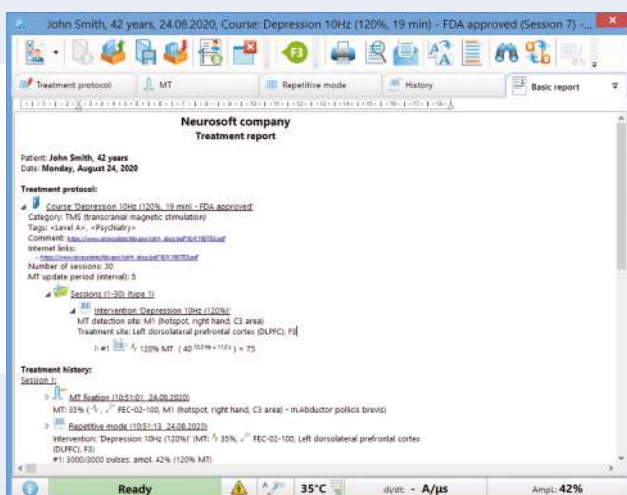 John Smith, 42 years, 24.08.2020, Course: Depression 10Hz (120%, 19 min) - FDA approved (Session 7) -...
F3
Treatment protocol
MT
Repetitive mode
History
Basic report
Neurosoft company
Treatment report
Patient: John Smith, 42 years
Date: Monday, August 24, 2020
Treatment protocol:
Course 'Depression 10Hz (120%, 19 min) - FDA approved'
Category: TMS (transcranial magnetic stimulation)
Tags: «Level A», «Psychiatry»
Comment:
Internet links:
Number of sessions: 30
MT update period (interval): 5
Sessions (1-30) (type 1)
Intervention 'Depression 10Hz (120%)'
MT detection site: M1 (hotspot, right hand, C3 area)
Treatment site: Left dorsolateral prefrontal cortex (DLPFC), F3
#1 120% MT (40 × 75
Treatment history:
Session 1:
MT fixation (10:51:01, 24.08.2020)
MT: 35% ( , FEC-02-100, M1 (hotspot, right hand, C3 area) - m.Abductor pollicis brevis)
Repetitive mode (10:51:13, 24.08.2020)
Intervention: 'Depression 10Hz (120%)' (MT: 35%, FEC-02-100, Left dorsolateral prefrontal cortex
(DLPFC), F3)
#1: 3000/3000 pulses, ampl. 42% (120% MT)
Ready
35°C
di/dt: - A/µs
Ampl: 42%